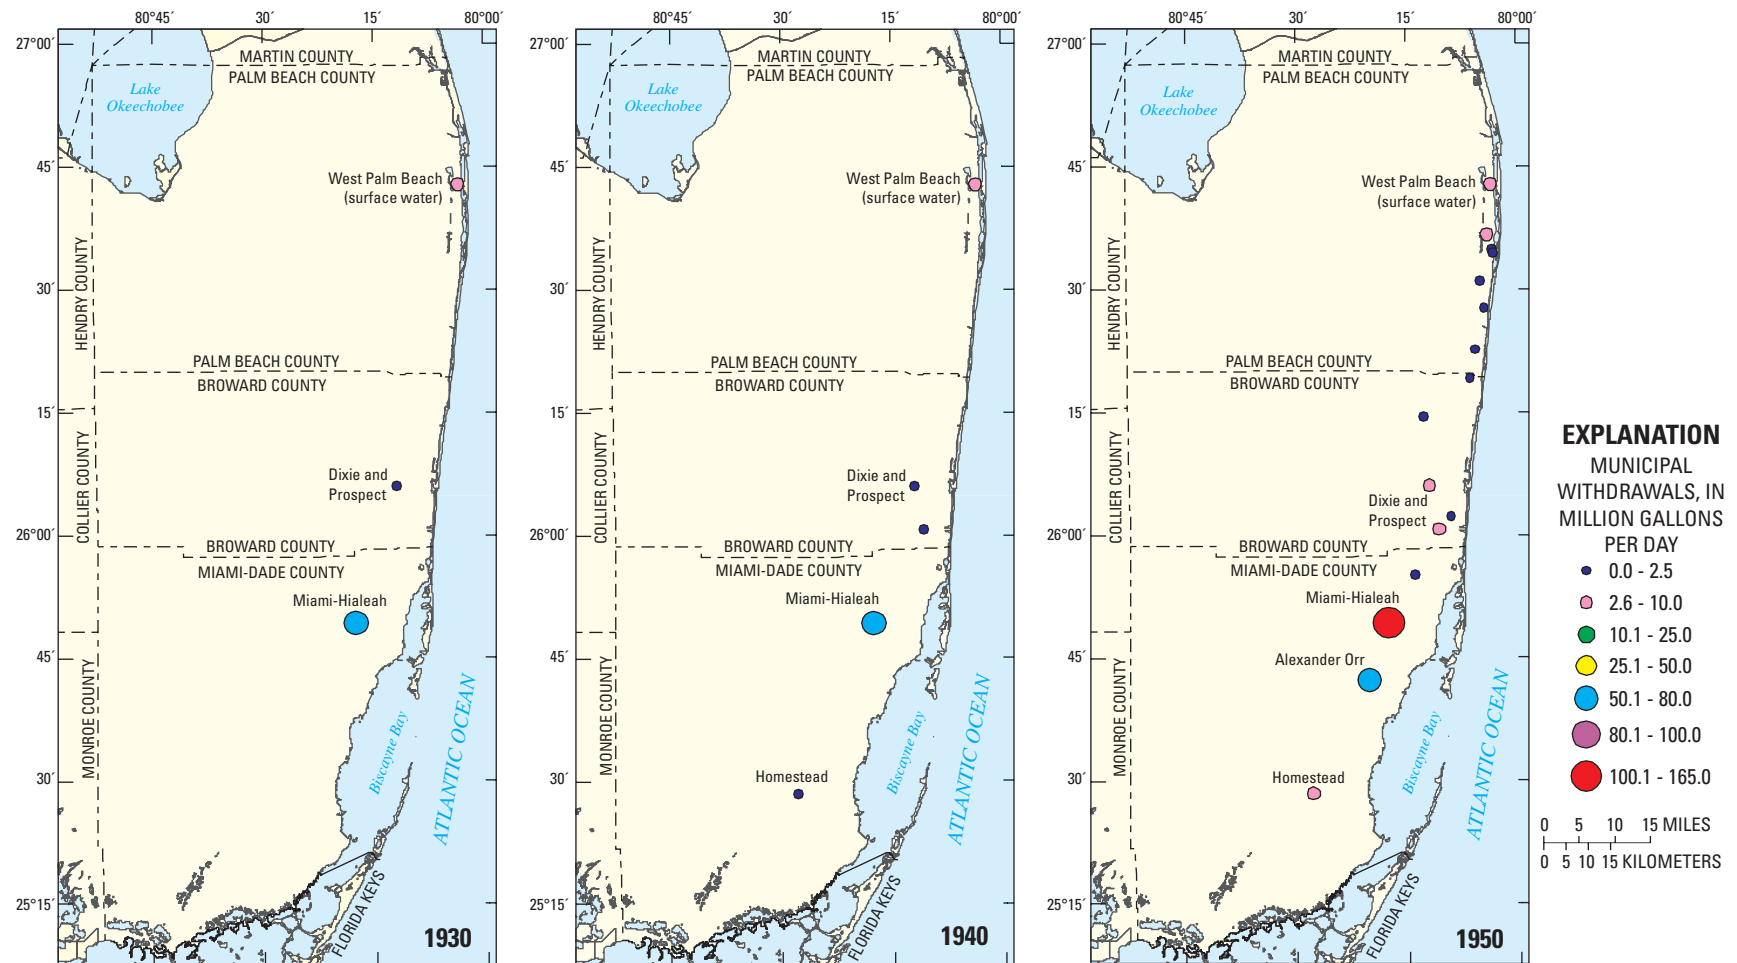 80°45´ 30´ 15´ 80°00´
27°00´
MARTIN COUNTY
PALM BEACH COUNTY
Lake
Okeechobee
45´
West Palm Beach
(surface water)
HENDRY COUNTY
30´
PALM BEACH COUNTY
BROWARD COUNTY
15´
COLLIER COUNTY
Dixie and
Prospect
26°00´
BROWARD COUNTY
MIAMI-DADE COUNTY
Miami-Hialeah
45´
MONROE COUNTY
Biscayne Bay
ATLANTIC OCEAN
30´
FLORIDA KEYS
25°15´
1930
80°45´ 30´ 15´ 80°00´
27°00´
MARTIN COUNTY
PALM BEACH COUNTY
Lake
Okeechobee
45´
West Palm Beach
(surface water)
HENDRY COUNTY
30´
PALM BEACH COUNTY
BROWARD COUNTY
15´
COLLIER COUNTY
Dixie and
Prospect
26°00´
BROWARD COUNTY
MIAMI-DADE COUNTY
Miami-Hialeah
45´
MONROE COUNTY
Biscayne Bay
ATLANTIC OCEAN
Homestead
30´
FLORIDA KEYS
25°15´
1940
80°45´ 30´ 15´ 80°00´
27°00´
MARTIN COUNTY
PALM BEACH COUNTY
Lake
Okeechobee
45´
West Palm Beach
(surface water)
HENDRY COUNTY
30´
PALM BEACH COUNTY
BROWARD COUNTY
15´
COLLIER COUNTY
Dixie and
Prospect
26°00´
BROWARD COUNTY
MIAMI-DADE COUNTY
Miami-Hialeah
Alexander Orr
45´
MONROE COUNTY
Biscayne Bay
ATLANTIC OCEAN
Homestead
30´
FLORIDA KEYS
25°15´
1950
EXPLANATION
MUNICIPAL
WITHDRAWALS, IN
MILLION GALLONS
PER DAY
0.0 - 2.5
2.6 - 10.0
10.1 - 25.0
25.1 - 50.0
50.1 - 80.0
80.1 - 100.0
100.1 - 165.0
0 5 10 15 MILES
0 5 10 15 KILOMETERS